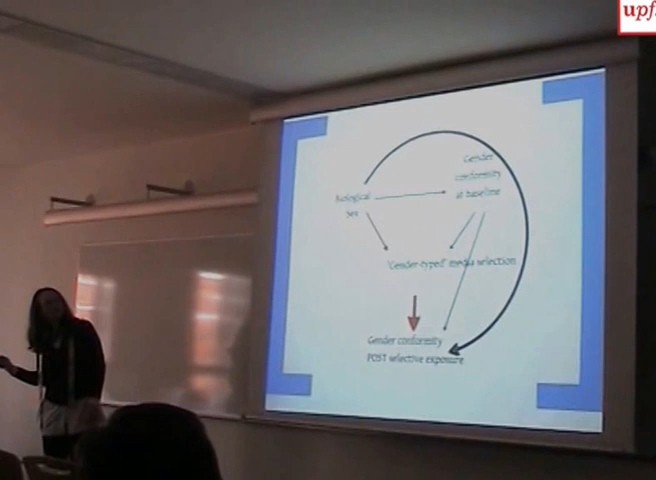 upf.
Gender
conformity
at baseline
Biological
Sex
'Gender-typed' media selection
Gender conformity
POST selective exposure